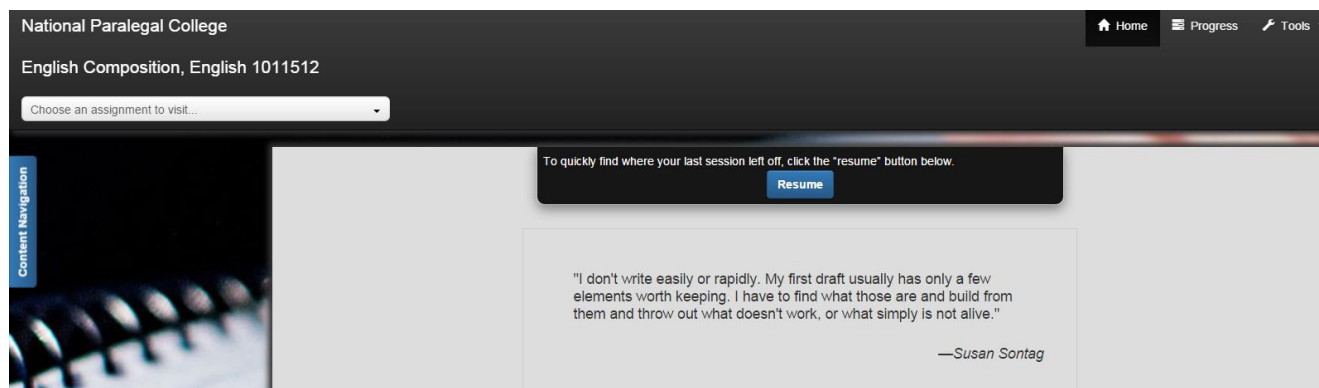 National Paralegal College
Home
Progress
Tools
English Composition, English 1011512
Choose an assignment to visit...
Content Navigation
To quickly find where your last session left off, click the "resume" button below.
Resume
"I don't write easily or rapidly. My first draft usually has only a few
elements worth keeping. I have to find what those are and build from
them and throw out what doesn't work, or what simply is not alive."
—Susan Sontag